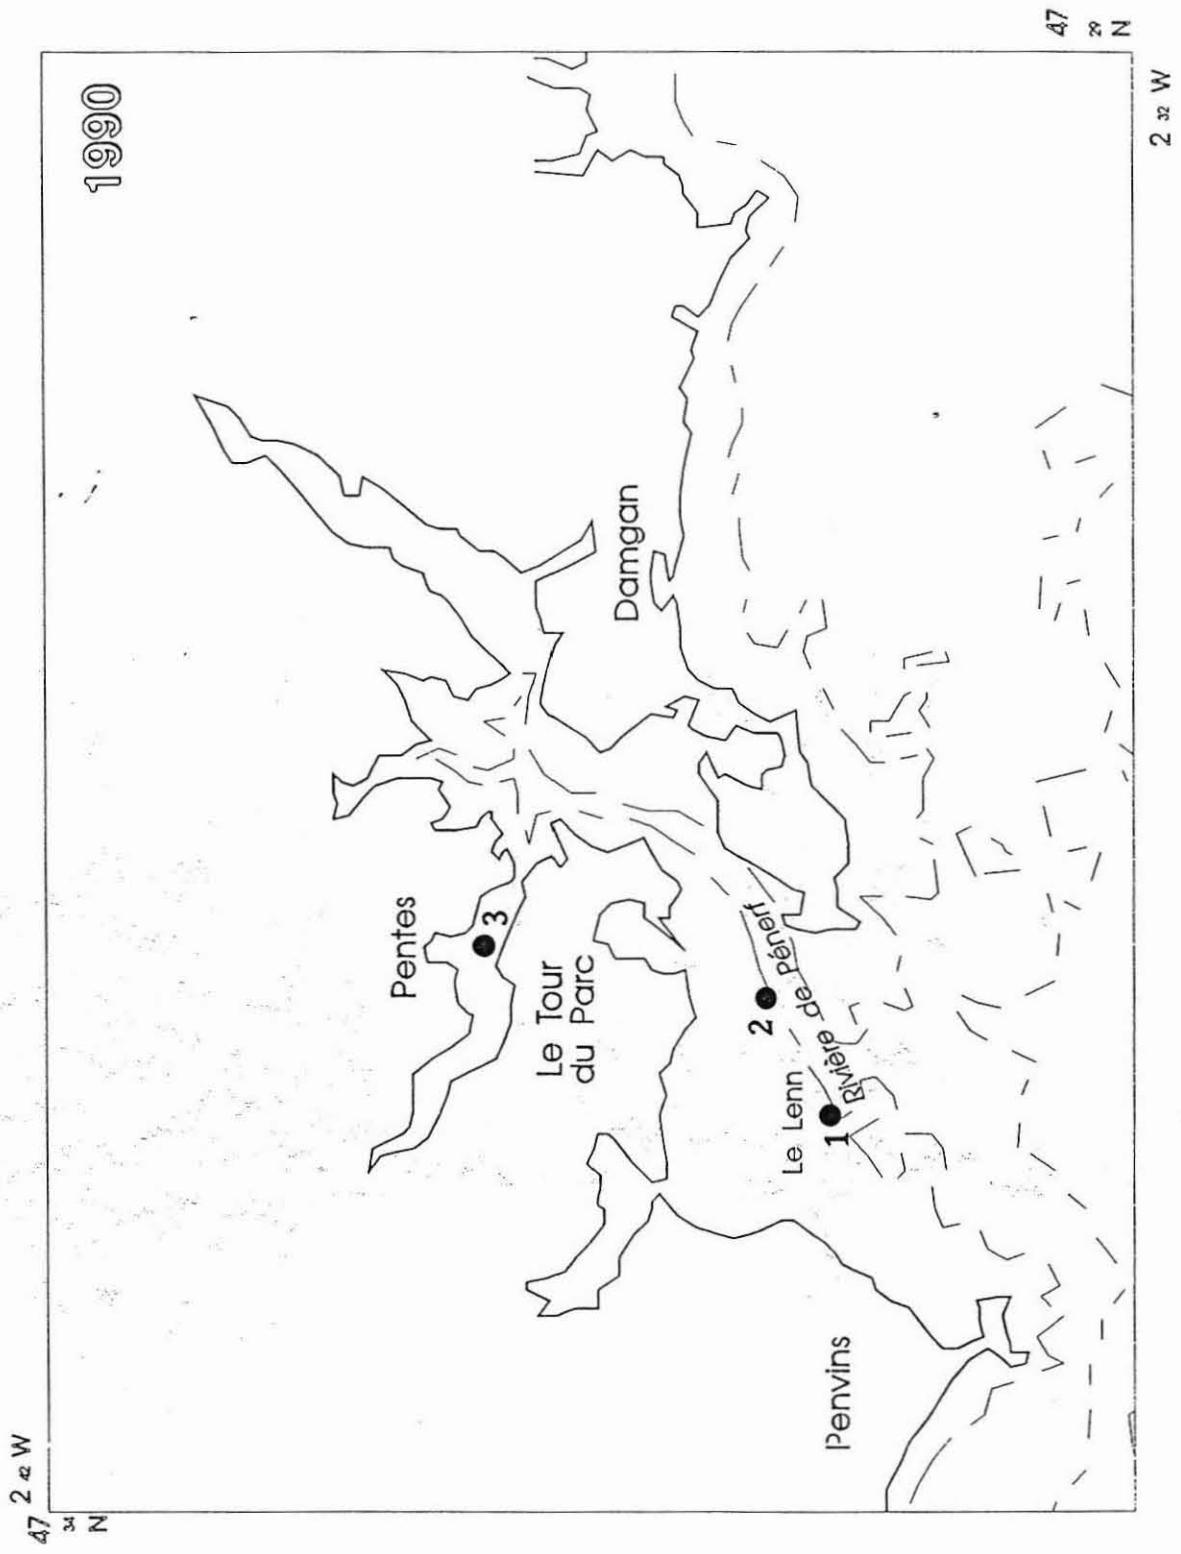 2 42 W
47
34
N
1990
Pentes
3
Le Tour
du Parc
Damgan
2
Le Lenn
1
Rivière de Pénerf
Penvins
47
29
N
2 32 W